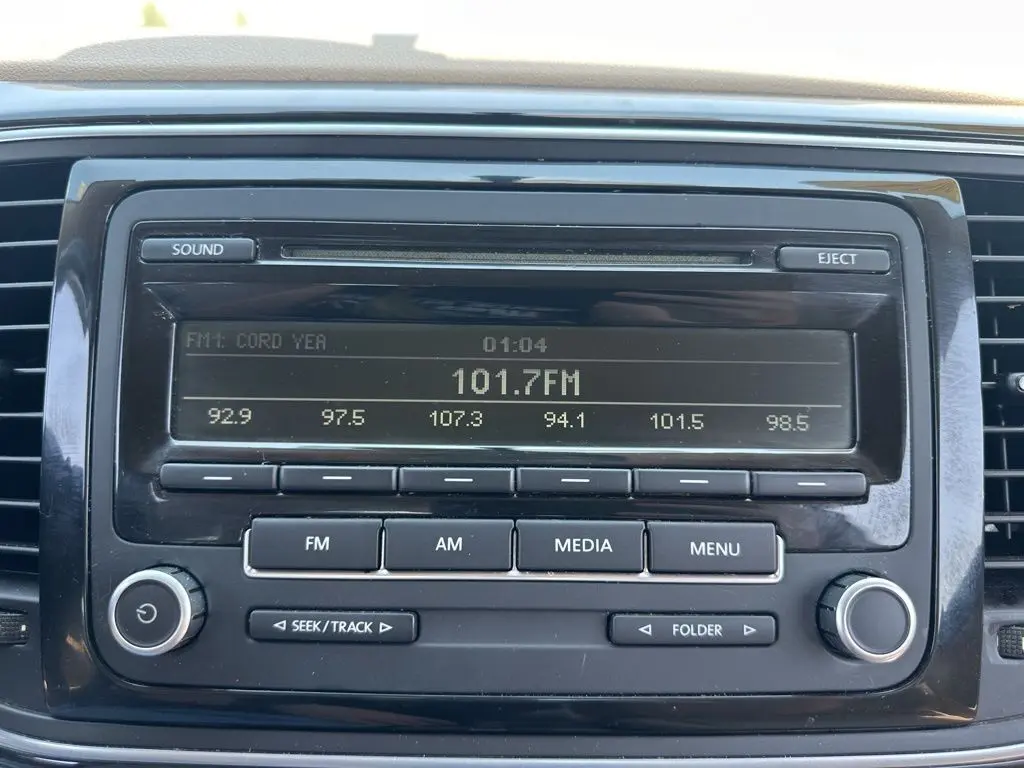 SOUND
EJECT
FM1: CORD YEA 01:04
101.7FM
92.9 97.5 107.3 94.1 101.5 98.5
FM AM MEDIA MENU
◁ SEEK/TRACK ▷ ◁ FOLDER ▷